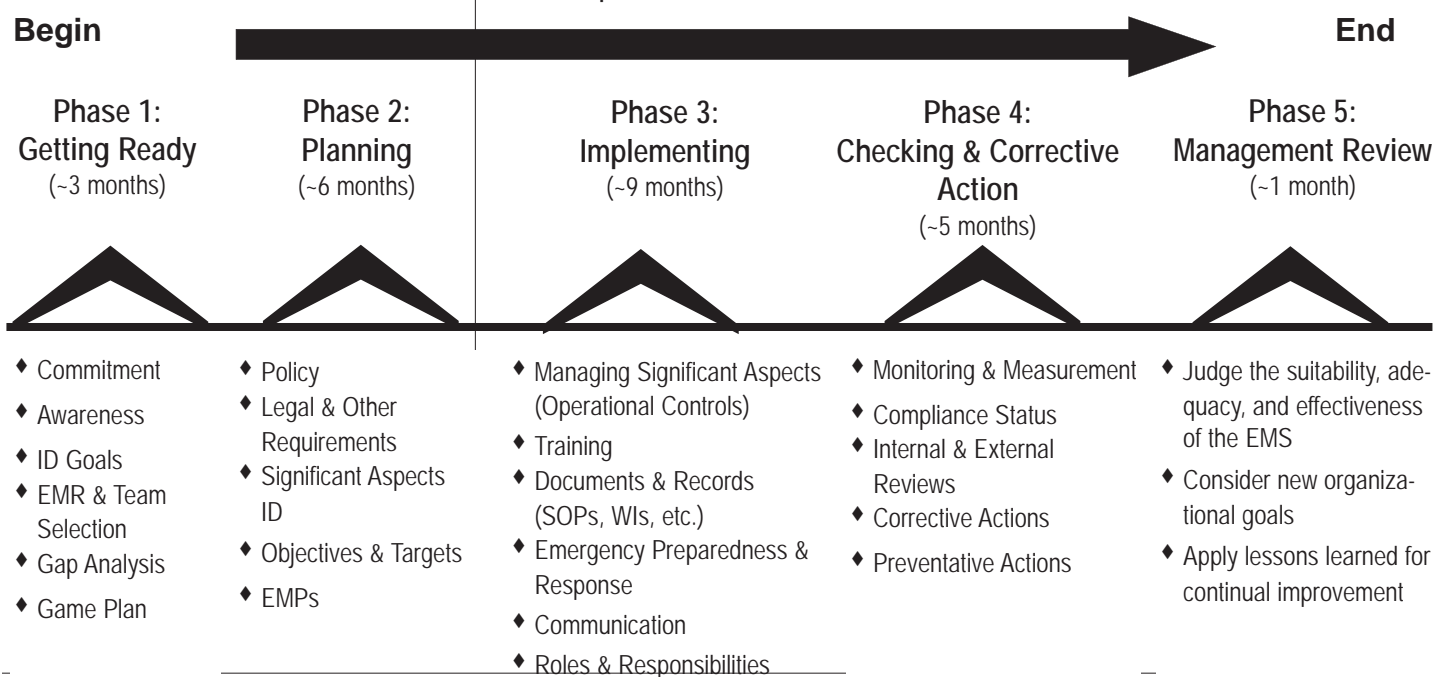 Begin
End
Phase 1:
Getting Ready
(~3 months)
Phase 2:
Planning
(~6 months)
Phase 3:
Implementing
(~9 months)
Phase 4:
Checking & Corrective
Action
(~5 months)
Phase 5:
Management Review
(~1 month)
♦ Commitment
♦ Awareness
♦ ID Goals
♦ EMR & Team
Selection
♦ Gap Analysis
♦ Game Plan
♦ Policy
♦ Legal & Other
Requirements
♦ Significant Aspects
ID
♦ Objectives & Targets
♦ EMPs
♦ Managing Significant Aspects
(Operational Controls)
♦ Training
♦ Documents & Records
(SOPs, WIs, etc.)
♦ Emergency Preparedness &
Response
♦ Communication
♦ Roles & Responsibilities
♦ Monitoring & Measurement
♦ Compliance Status
♦ Internal & External
Reviews
♦ Corrective Actions
♦ Preventative Actions
♦ Judge the suitability, ade-
quacy, and effectiveness
of the EMS
♦ Consider new organiza-
tional goals
♦ Apply lessons learned for
continual improvement